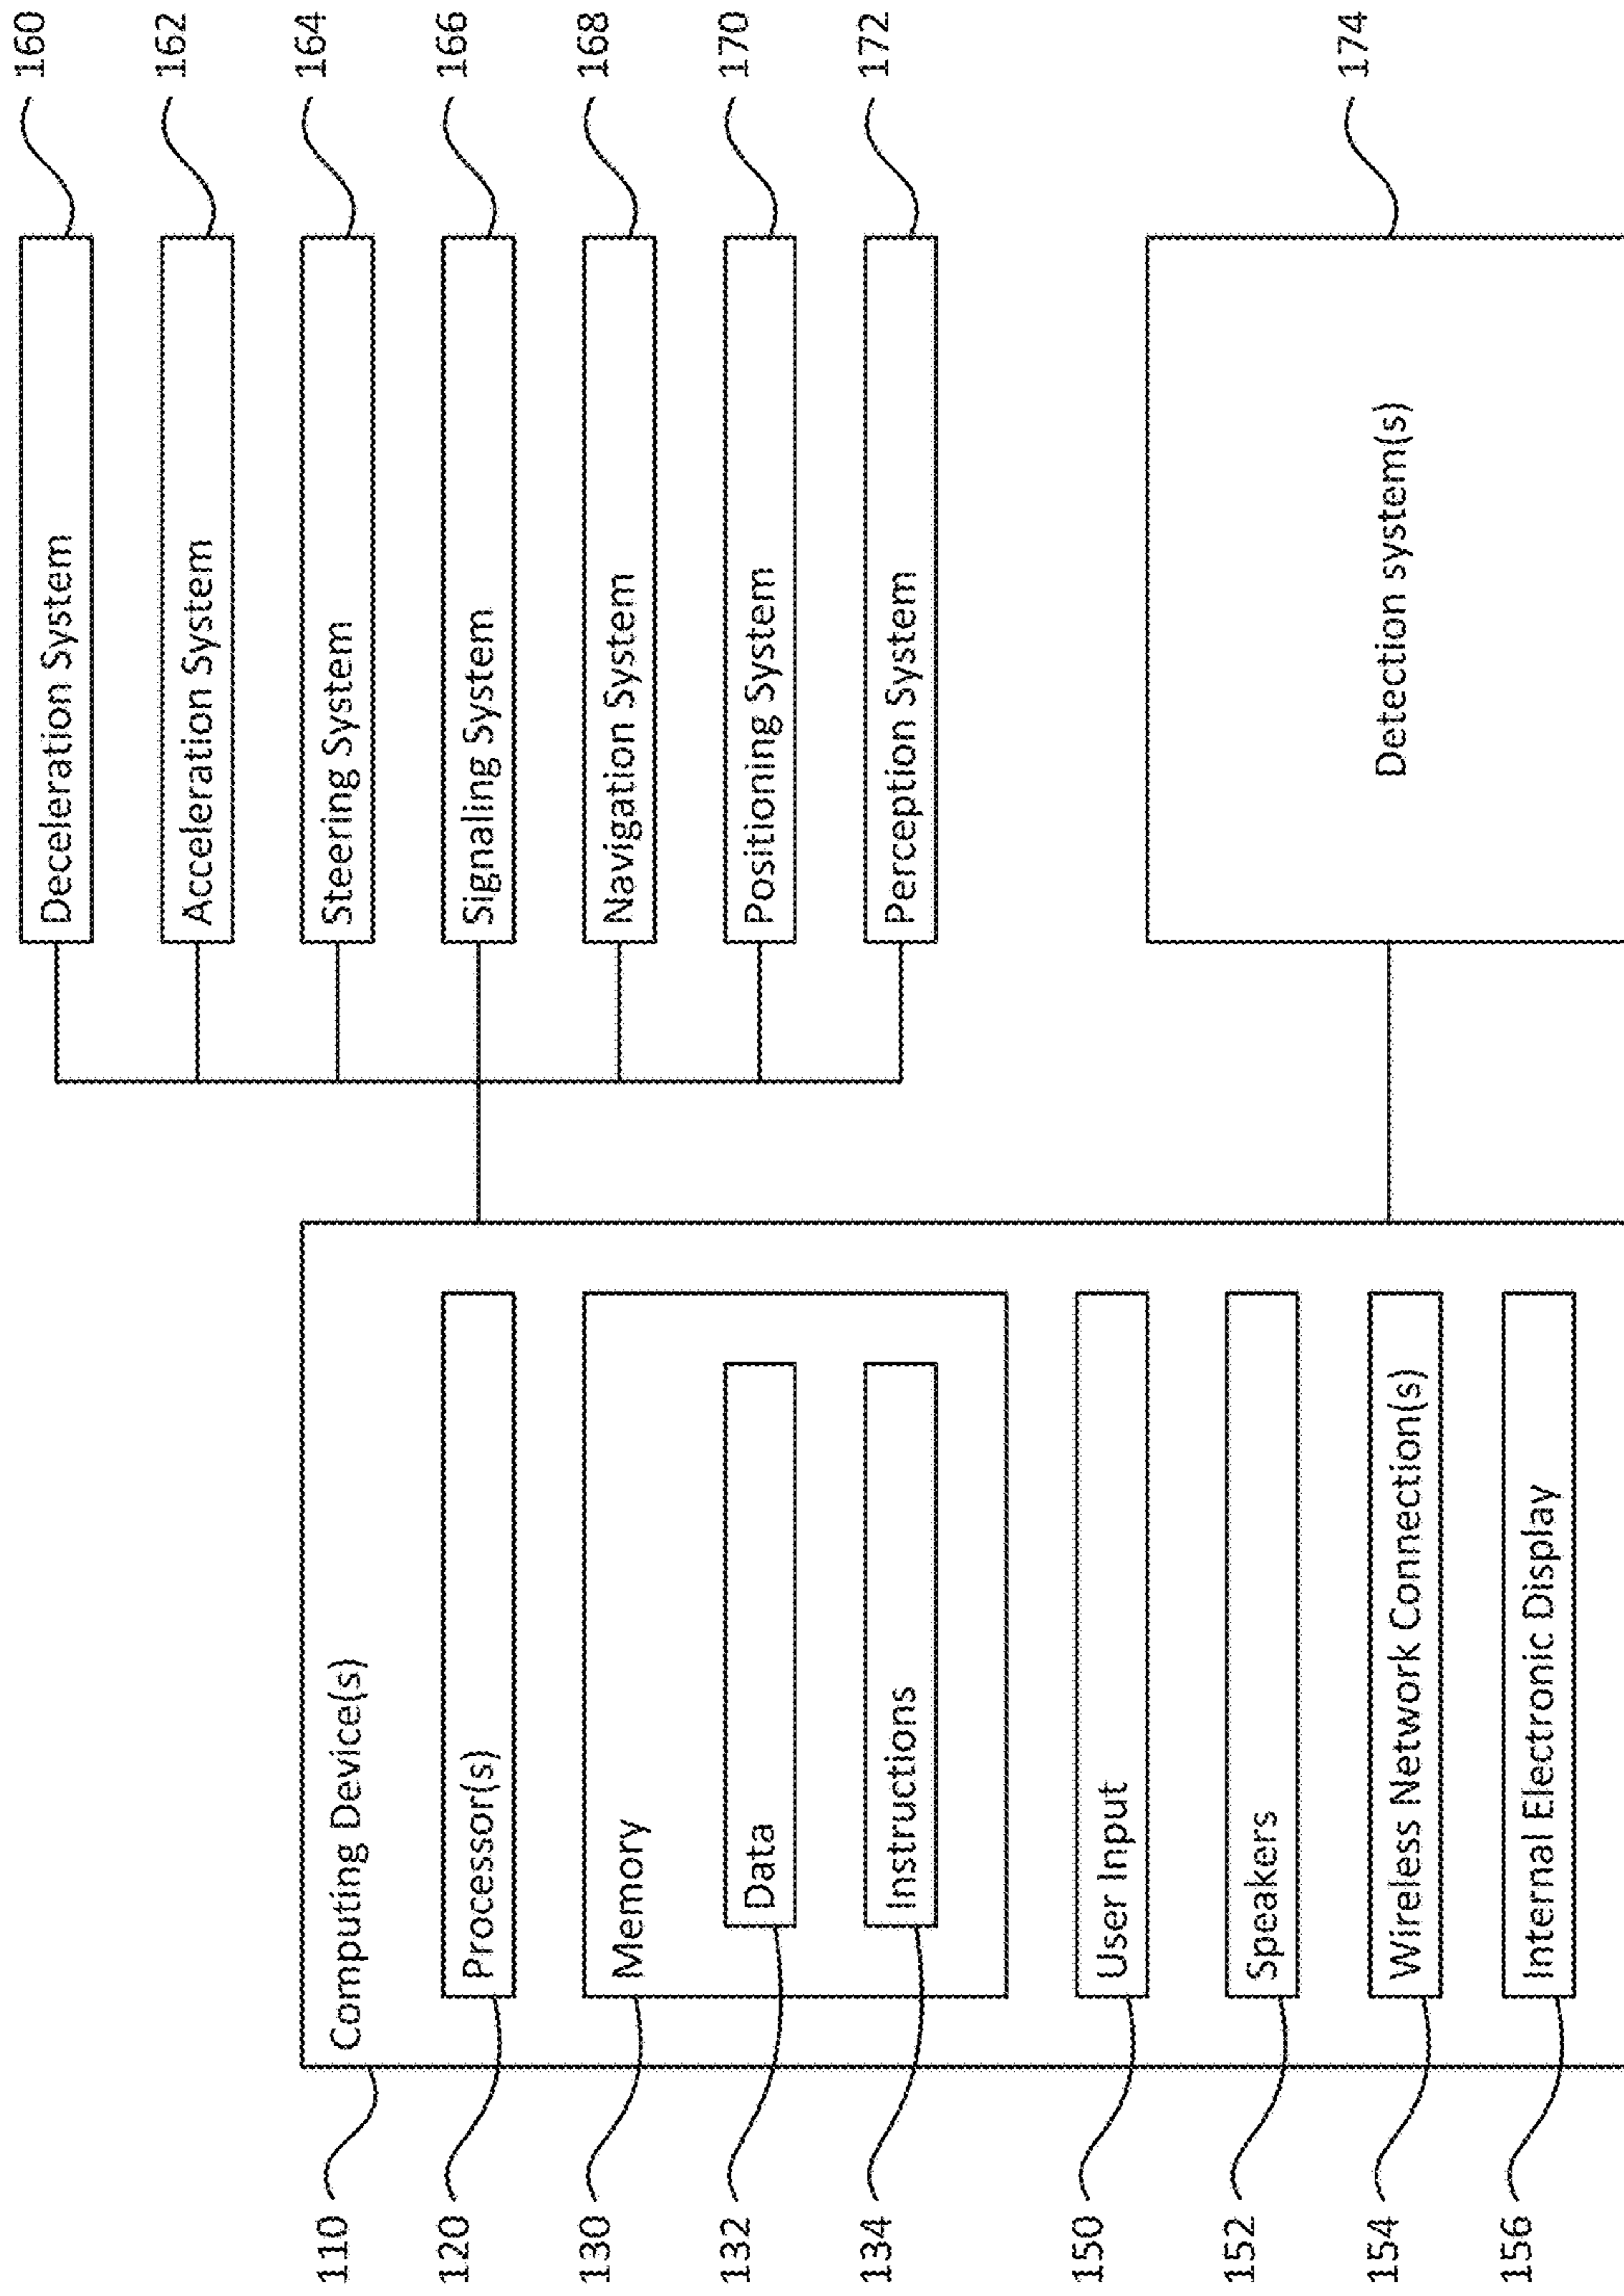 110
Computing Device(s)
120
Processor(s)
130
Memory
132
Data
134
Instructions
150
User Input
152
Speakers
154
Wireless Network Connection(s)
156
Internal Electronic Display
Deceleration System
160
Acceleration System
162
Steering System
164
Signaling System
166
Navigation System
168
Positioning System
170
Perception System
172
Detection system(s)
174